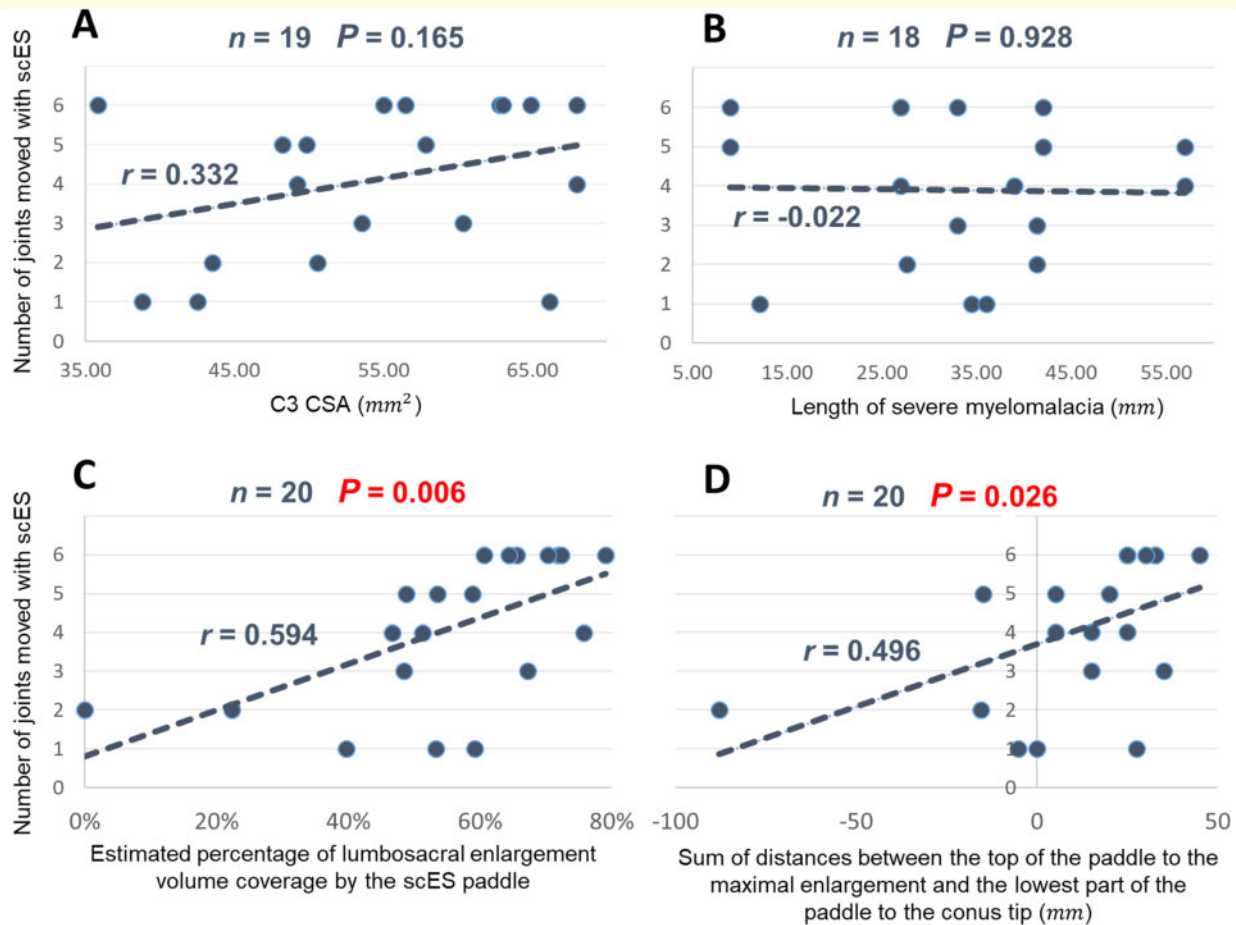 A
n = 19 P = 0.165
Number of joints moved with scES
6
5
4
3
2
1
0
r = 0.332
35.00 45.00 55.00 65.00
C3 CSA (mm²)
B
n = 18 P = 0.928
6
5
4
3
2
1
0
r = -0.022
5.00 15.00 25.00 35.00 45.00 55.00
Length of severe myelomalacia (mm)
C
n = 20 P = 0.006
Number of joints moved with scES
6
5
4
3
2
1
0
r = 0.594
0% 20% 40% 60% 80%
Estimated percentage of lumbosacral enlargement
volume coverage by the scES paddle
D
n = 20 P = 0.026
6
5
4
3
2
1
0
r = 0.496
-100 -50 0 50
Sum of distances between the top of the paddle to the
maximal enlargement and the lowest part of the
paddle to the conus tip (mm)